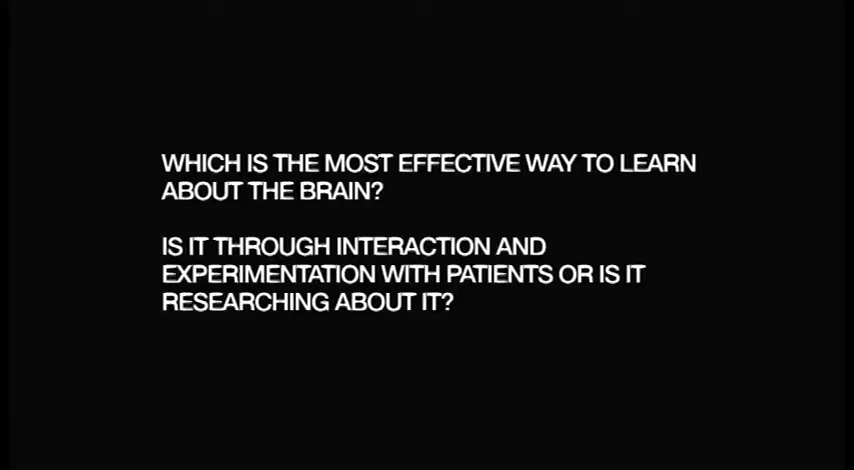 WHICH IS THE MOST EFFECTIVE WAY TO LEARN
ABOUT THE BRAIN?
IS IT THROUGH INTERACTION AND
EXPERIMENTATION WITH PATIENTS OR IS IT
RESEARCHING ABOUT IT?